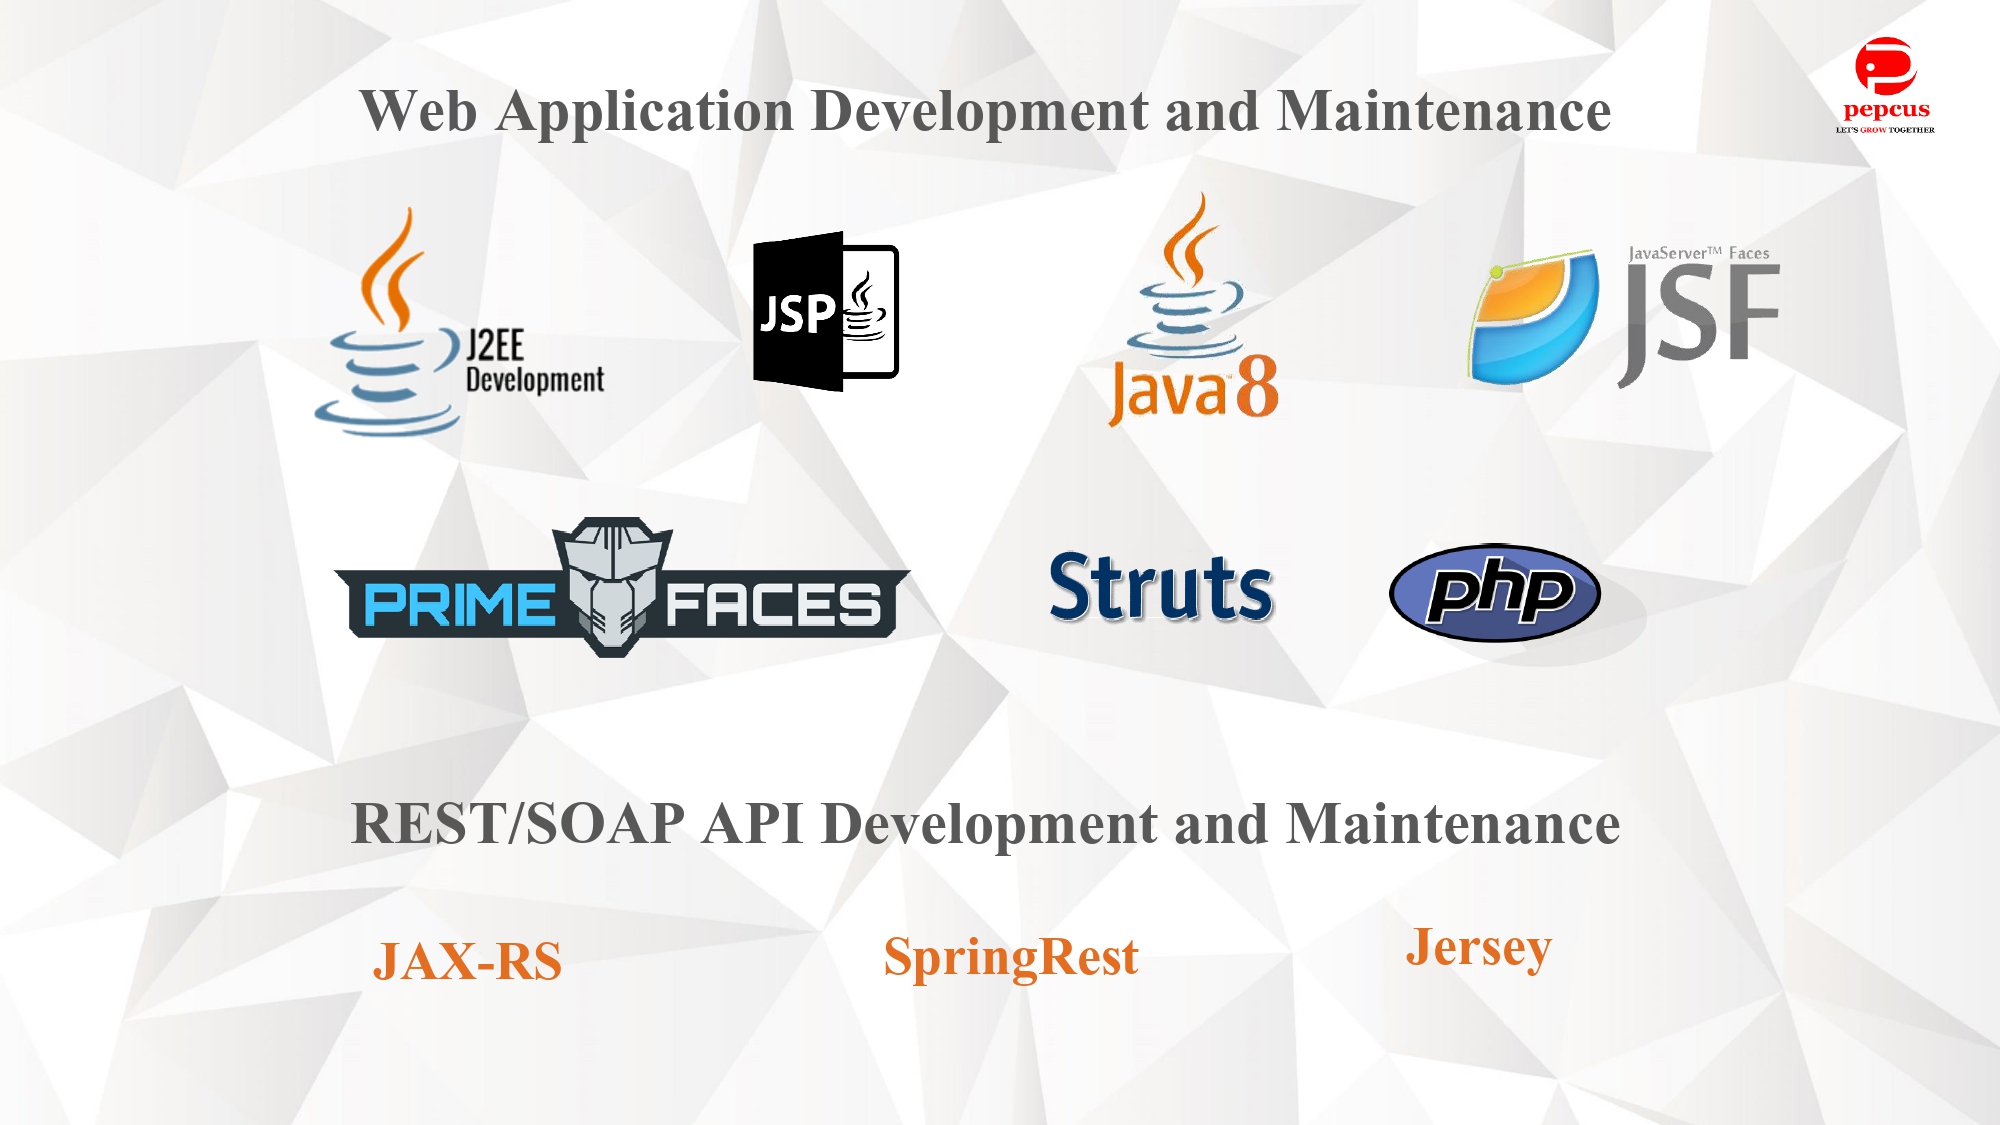 Web Application Development and Maintenance
pepcus
LET'S GROW TOGETHER
J2EE
Development
JSP
Java™ 8
JavaServer™ Faces
JSF
PRIME FACES
Struts
php
REST/SOAP API Development and Maintenance
JAX-RS
SpringRest
Jersey